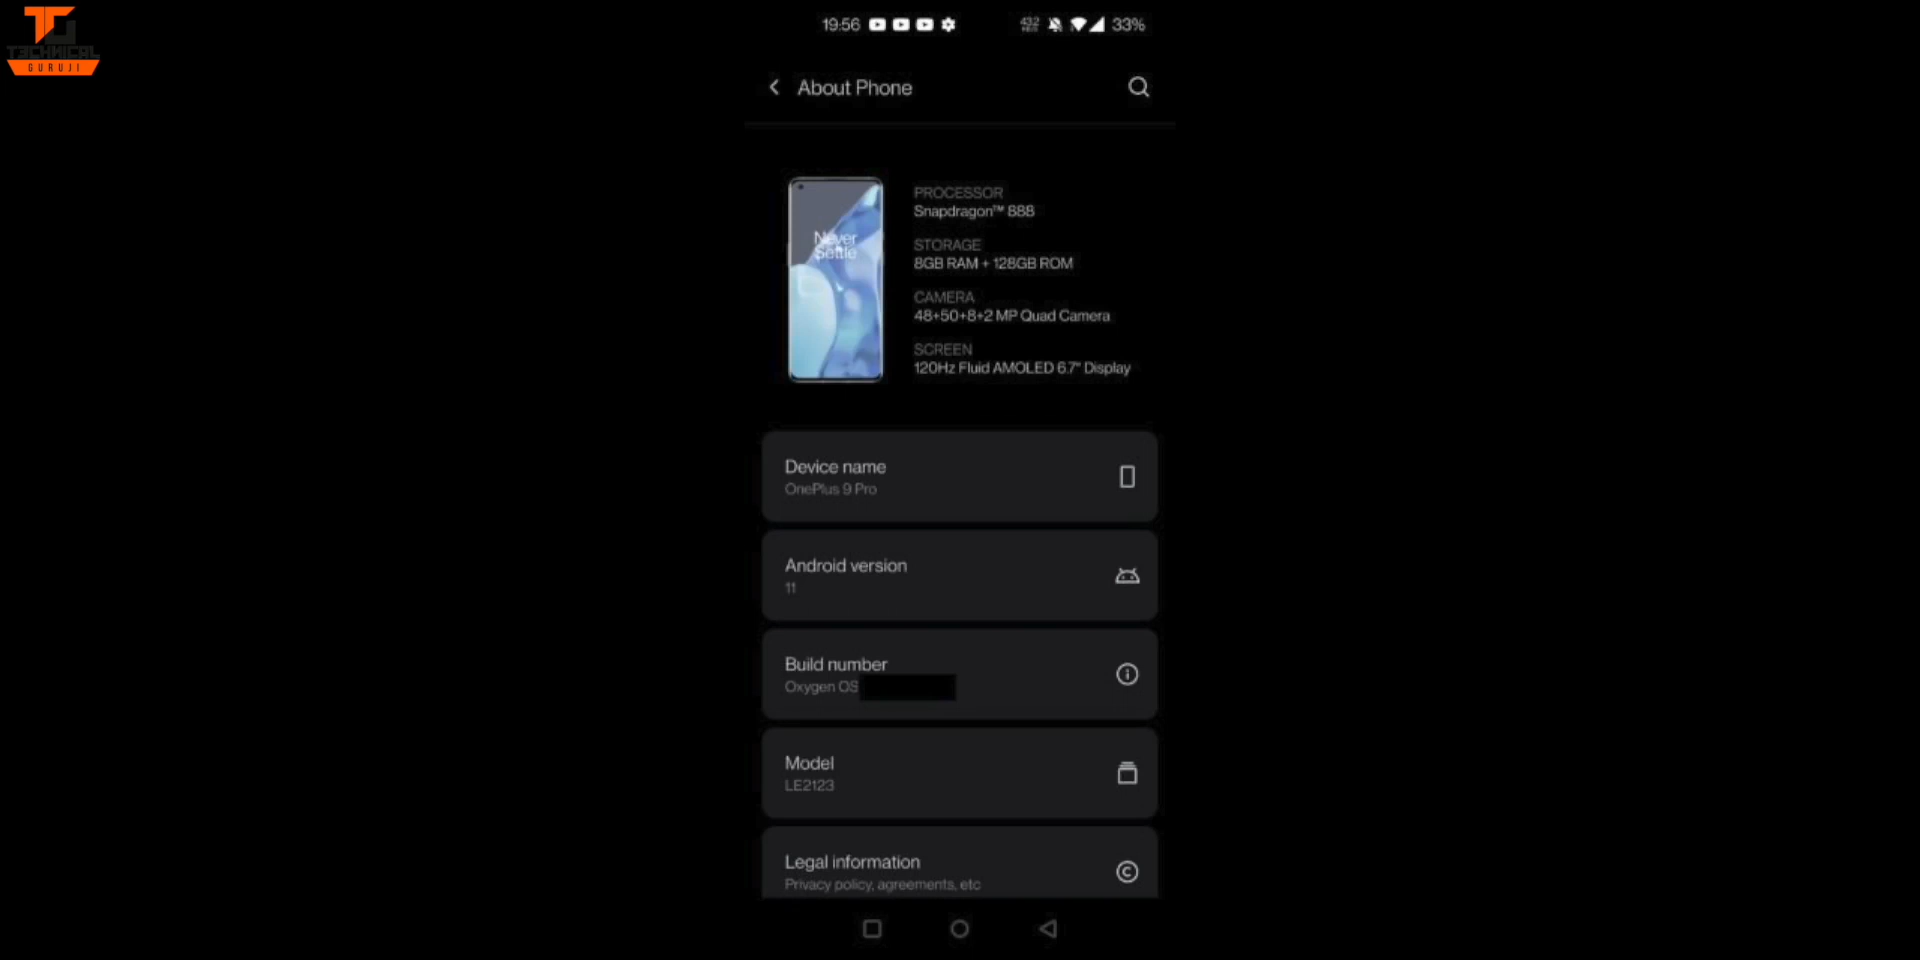 TECHNICAL
GURUJI
19:56
33%
About Phone
Never
Settle
PROCESSOR
Snapdragon™ 888
STORAGE
8GB RAM + 128GB ROM
CAMERA
48+50+8+2 MP Quad Camera
SCREEN
120Hz Fluid AMOLED 6.7" Display
Device name
OnePlus 9 Pro
Android version
11
Build number
Oxygen OS
Model
LE2123
Legal information
Privacy policy, agreements, etc